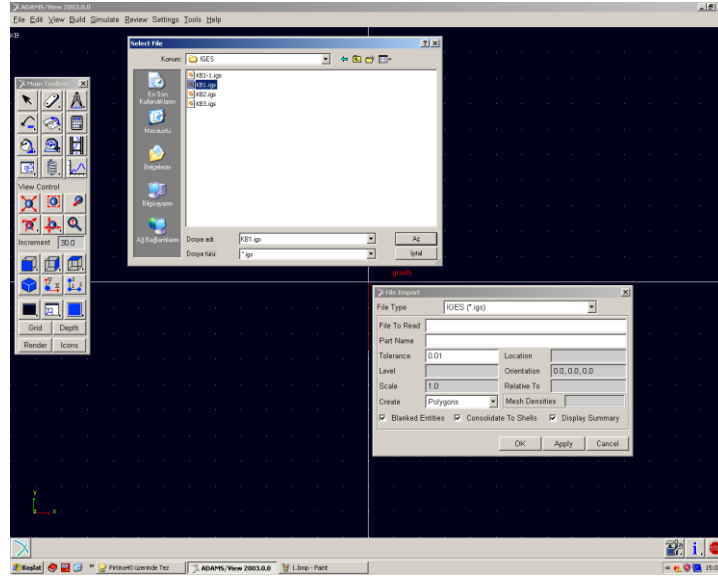 ADAMS/View 2003.0.0
File Edit View Build Simulate Review Settings Tools Help
KB
Select File
Konum: IGES
KB1-1.igs
KB1.igs
KB2.igs
KB3.igs
En Son
Kullandıklarım
Masaüstü
Belgelerim
Bilgisayarım
Ağ Bağlantılarım
Dosya adı: KB1.igs Aç
Dosya türü: *.igs İptal
Main Toolbox
View Control
Increment 30.0
Grid Depth
Render Icons
gravity
File Import
File Type IGES (*.igs)
File To Read
Part Name
Tolerance 0.01 Location
Level Orientation 0.0, 0.0, 0.0
Scale 1.0 Relative To
Create Polygons Mesh Densities
Blanked Entities Consolidate To Shells Display Summary
OK Apply Cancel
y
x
Başlat Firtina40 üzerinde Tez ADAMS/View 2003.0.0 1.bmp - Paint